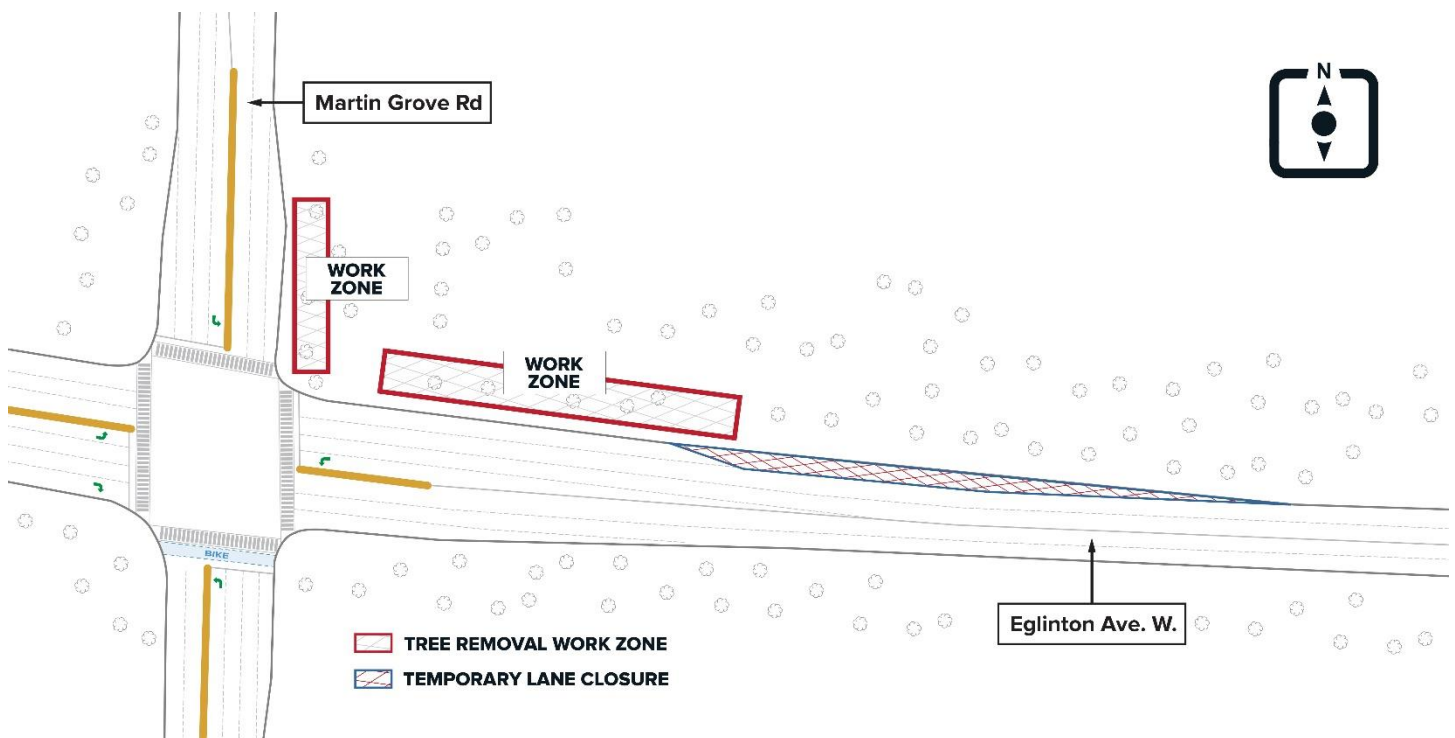 N
Martin Grove Rd
WORK
ZONE
WORK
ZONE
BIKE
Eglinton Ave. W.
TREE REMOVAL WORK ZONE
TEMPORARY LANE CLOSURE